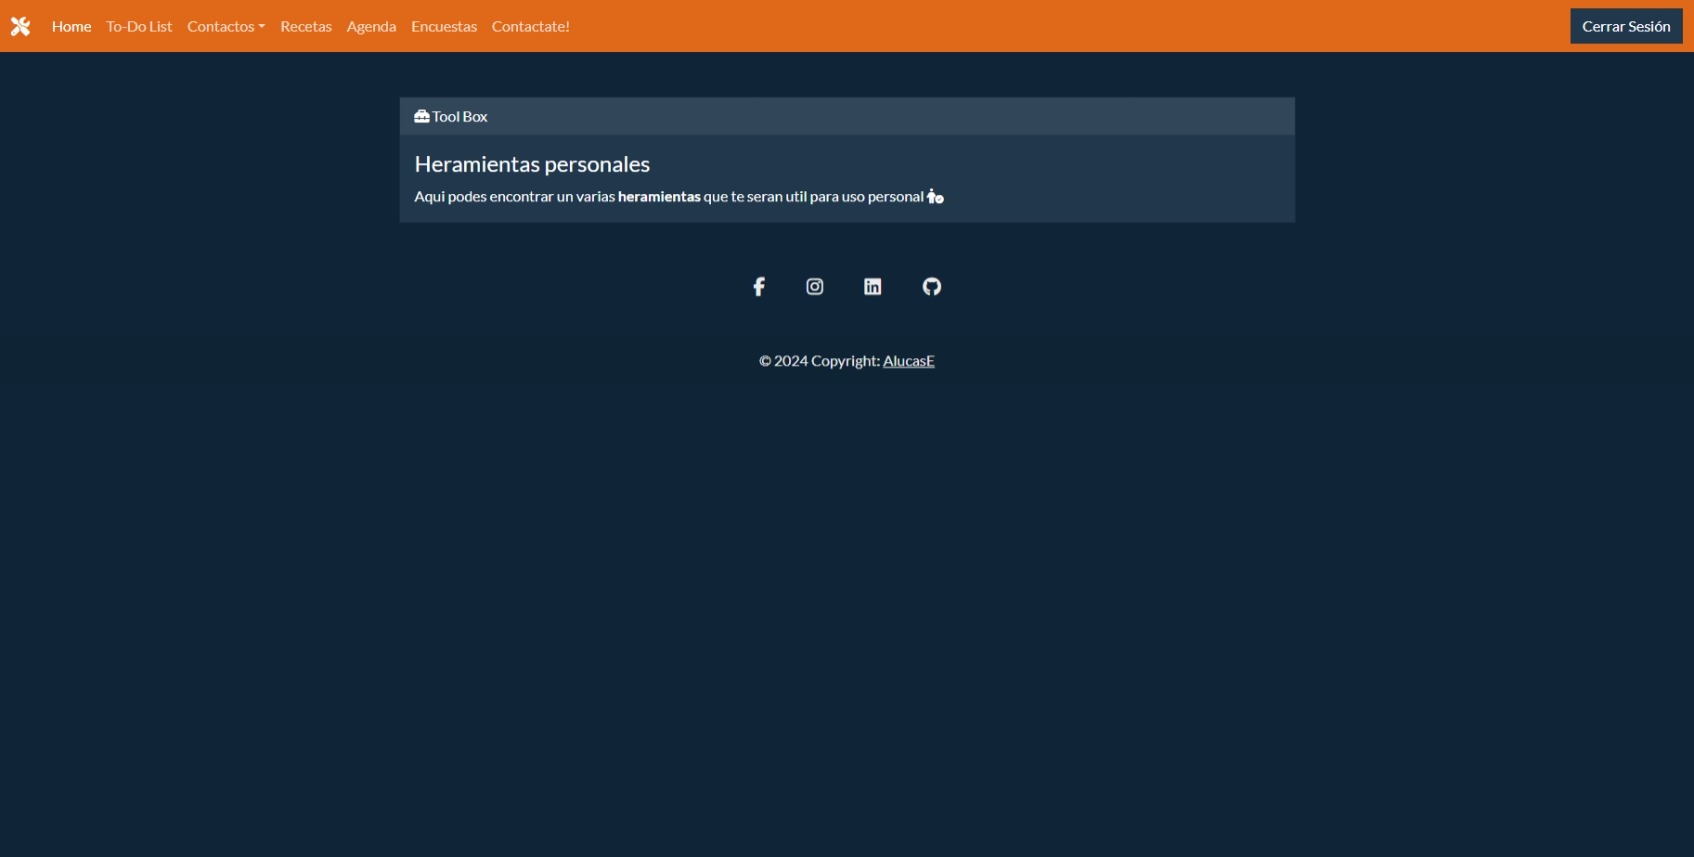 Home To-Do List Contactos Recetas Agenda Encuestas Contactate! Cerrar Sesión
Tool Box
Heramientas personales
Aqui podes encontrar un varias heramientas que te seran util para uso personal
© 2024 Copyright: AlucasE